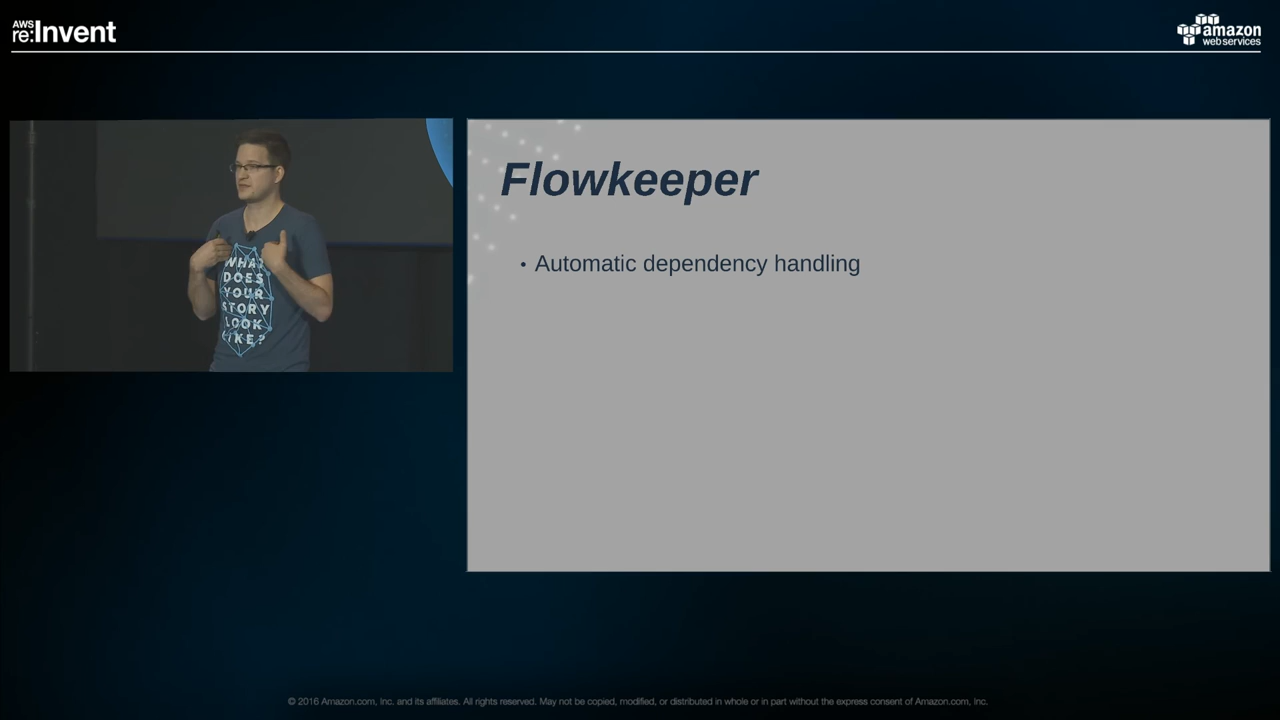 AWS
re:Invent
amazon
web services
WHAT
DOES
YOUR
STORY
LOOK
LIKE?
Flowkeeper
• Automatic dependency handling
© 2016 Amazon.com, Inc. and its affiliates. All rights reserved. May not be copied, modified, or distributed in whole or in part without the express consent of Amazon.com, Inc.